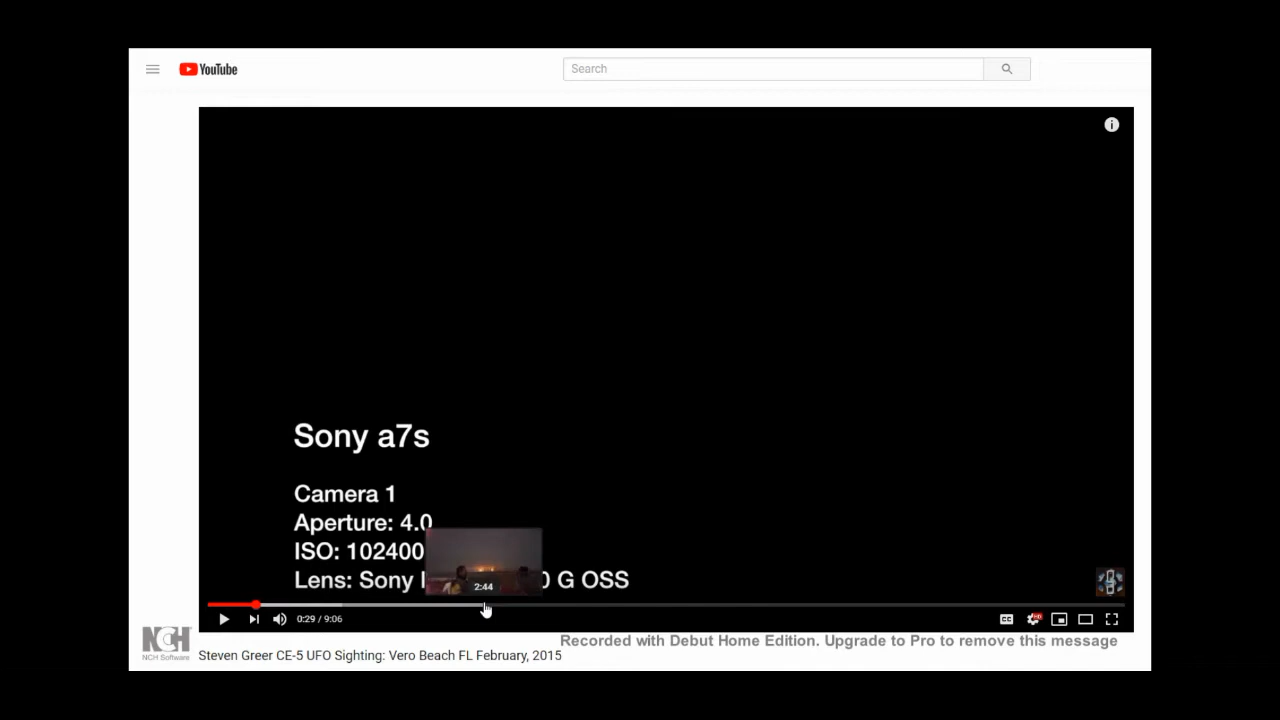 YouTube
Search
Sony a7s
Camera 1
Aperture: 4.0
ISO: 102400
Lens: Sony 0 G OSS
2:44
0:29 / 9:06
NCH
NCH Software
Recorded with Debut Home Edition. Upgrade to Pro to remove this message
Steven Greer CE-5 UFO Sighting: Vero Beach FL February, 2015